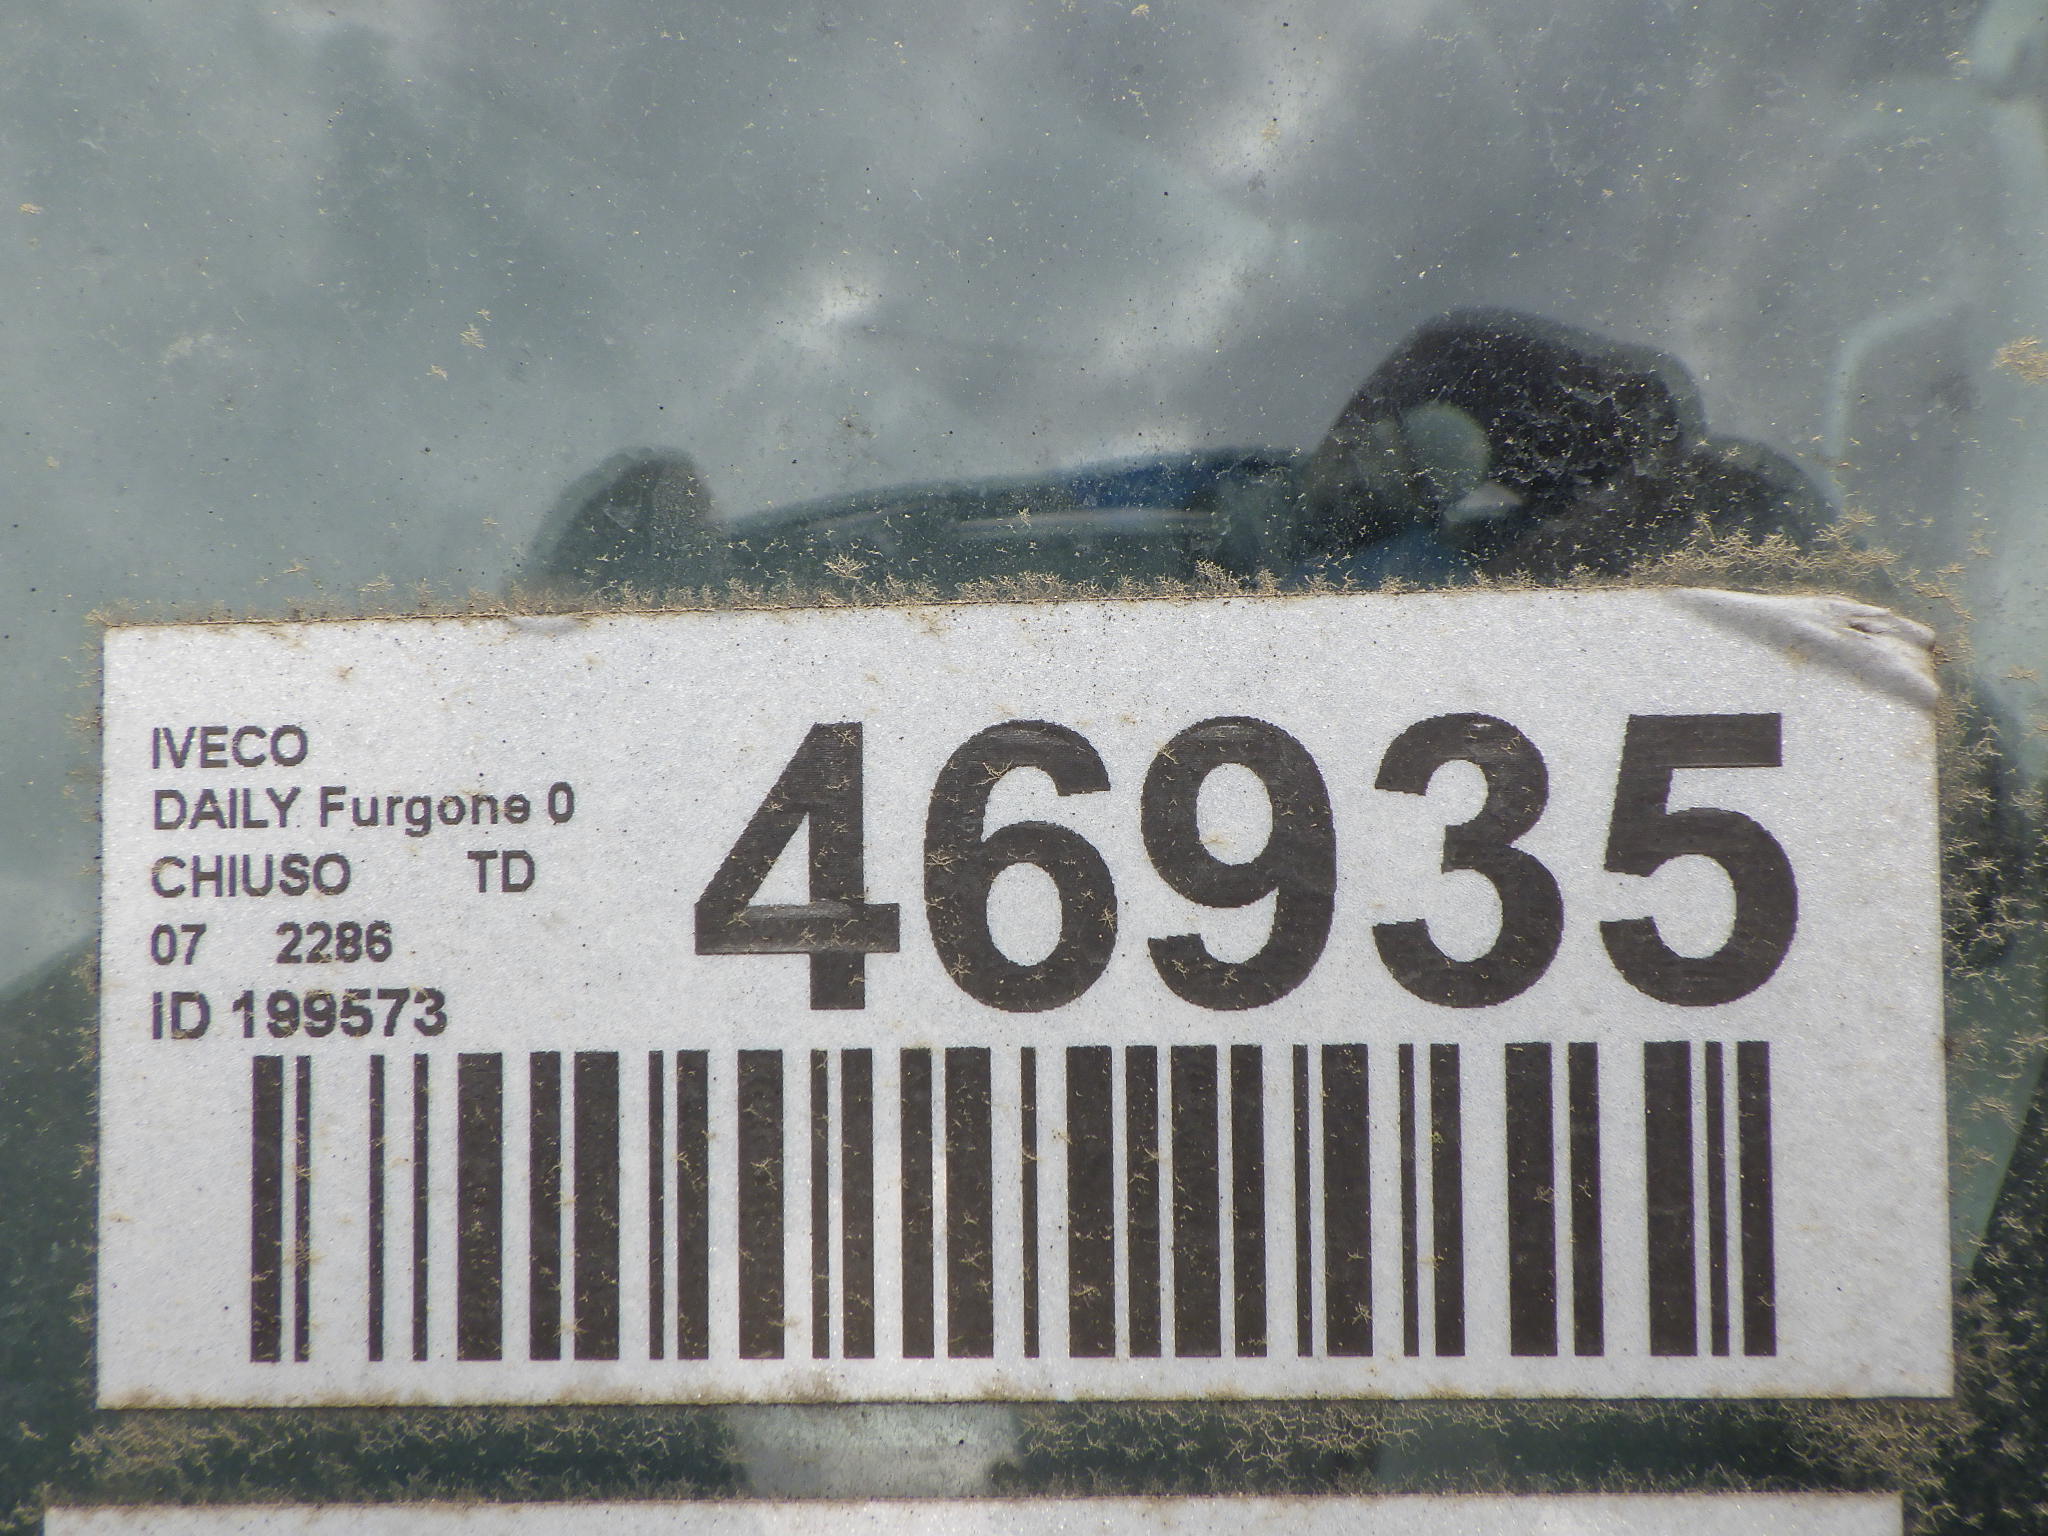 IVECO
DAILY Furgone 0
CHIUSO TD
07 2286
ID 199573
46935